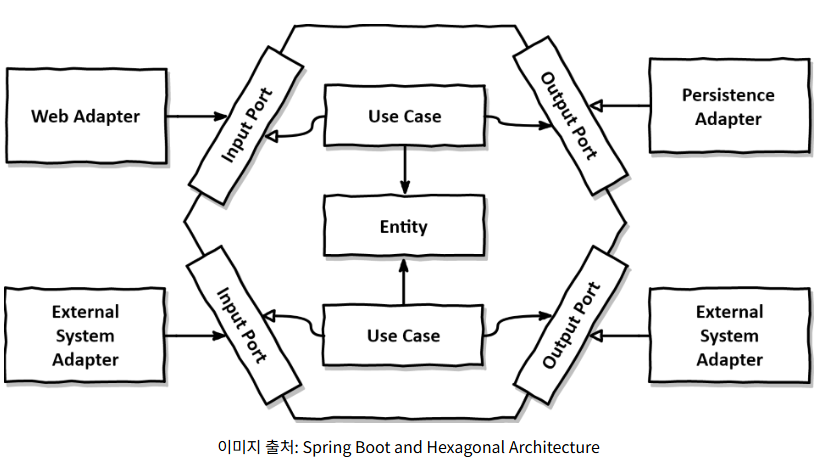 Web Adapter
Input Port
Use Case
Output Port
Persistence
Adapter
Entity
External
System
Adapter
Input Port
Use Case
Output Port
External
System
Adapter
이미지 출처: Spring Boot and Hexagonal Architecture